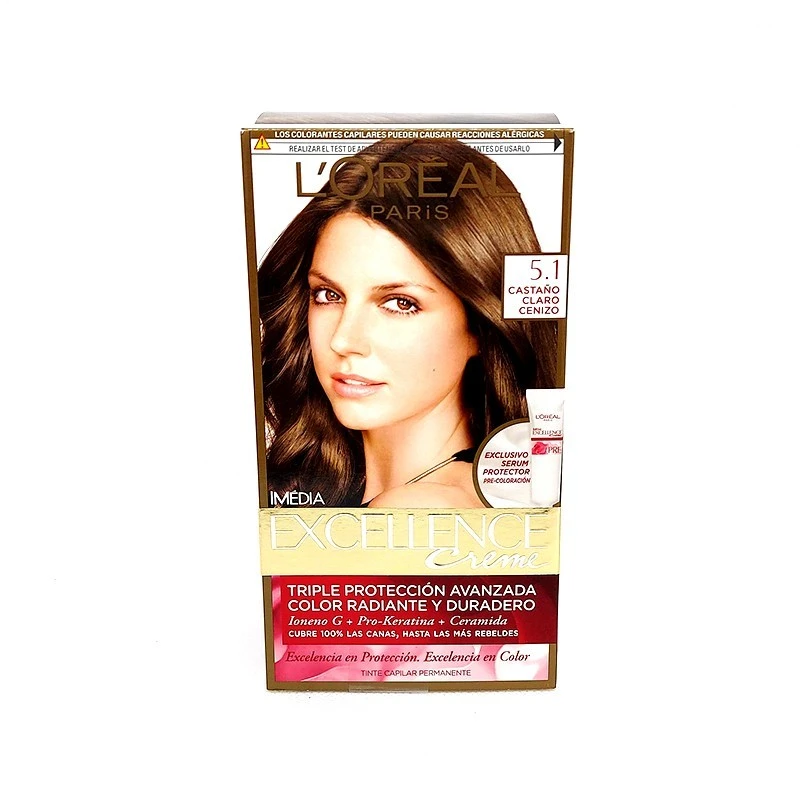 LOS COLORANTES CAPILARES PUEDEN CAUSAR REACCIONES ALÉRGICAS
REALIZAR EL TEST DE ANTES DE USARLO
L'ORÉAL
PARIS
5.1
CASTAÑO
CLARO
CENIZO
L'ORÉAL
EXCELLENCE
PRE
EXCLUSIVO
SERUM
PROTECTOR
PRE-COLORACIÓN
IMÉDIA
EXCELLENCE
Creme
TRIPLE PROTECCIÓN AVANZADA
COLOR RADIANTE Y DURADERO
Ioneno G + Pro-Keratina + Ceramida
CUBRE 100% LAS CANAS, HASTA LAS MÁS REBELDES
Excelencia en Protección. Excelencia en Color
TINTE CAPILAR PERMANENTE